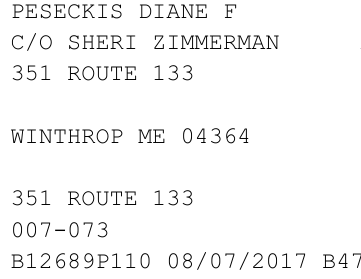 PESECKIS DIANE F
C/O SHERI ZIMMERMAN
351 ROUTE 133
WINTHROP ME 04364
351 ROUTE 133
007-073
B12689P110 08/07/2017 B47